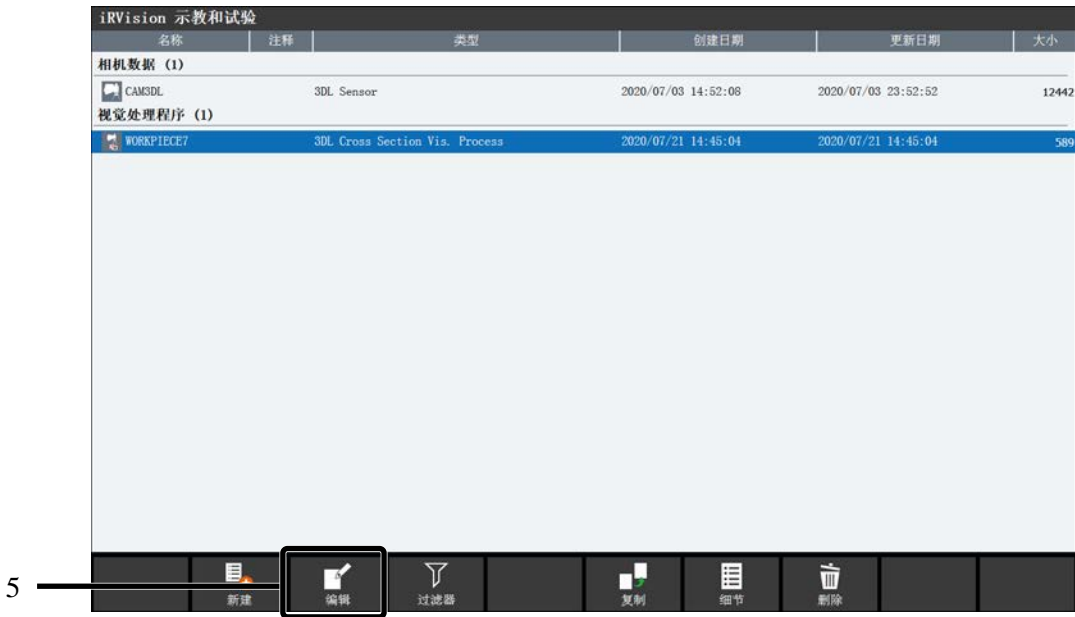 iRVision 示教和试验
名称 注释 类型 创建日期 更新日期 大小
相机数据 (1)
CAM3DL 3DL Sensor 2020/07/03 14:52:08 2020/07/03 23:52:52 12442
视觉处理程序 (1)
WORKPIECE7 3DL Cross Section Vis. Process 2020/07/21 14:45:04 2020/07/21 14:45:04 589
5
新建 编辑 过滤器 复制 细节 删除